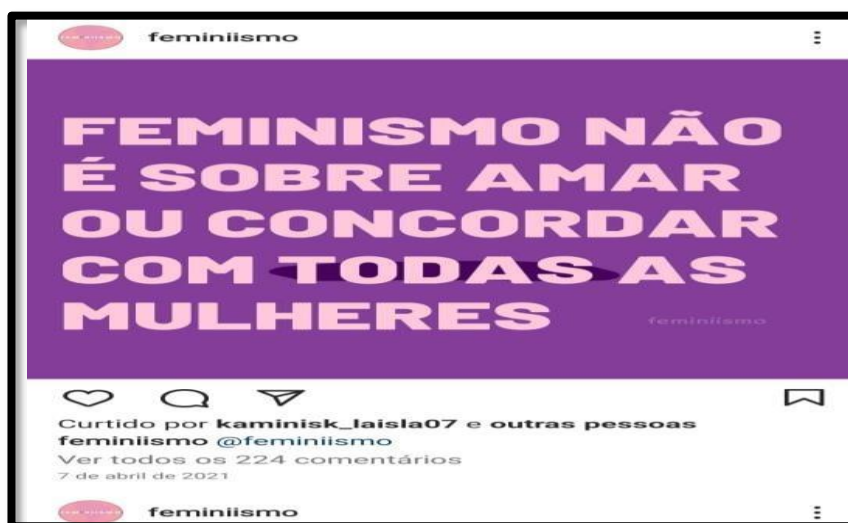 feminiismo
FEMINISMO NÃO
É SOBRE AMAR
OU CONCORDAR
COM TODAS AS
MULHERES
feminiismo
Curtido por kaminisk_laisla07 e outras pessoas
feminiismo @feminiismo
Ver todos os 224 comentários
7 de abril de 2021
feminiismo